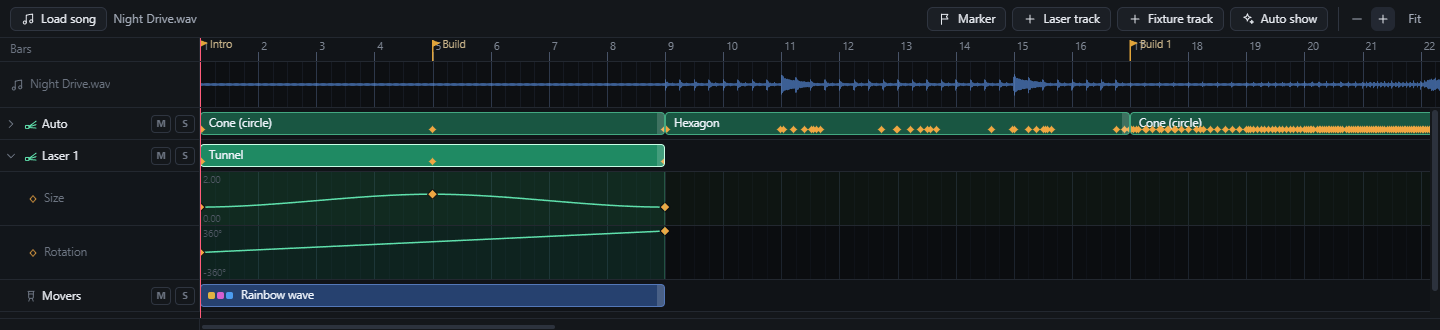 Load song Night Drive.wav Marker + Laser track + Fixture track Auto show − + Fit
Bars Intro 2 3 4 Build 6 7 8 9 10 11 12 13 14 15 16 Build 1 18 19 20 21 22
Night Drive.wav
Auto M S Cone (circle) Hexagon Cone (circle)
Laser 1 M S Tunnel
2.00
Size
0.00
360°
Rotation
-360°
Movers M S Rainbow wave